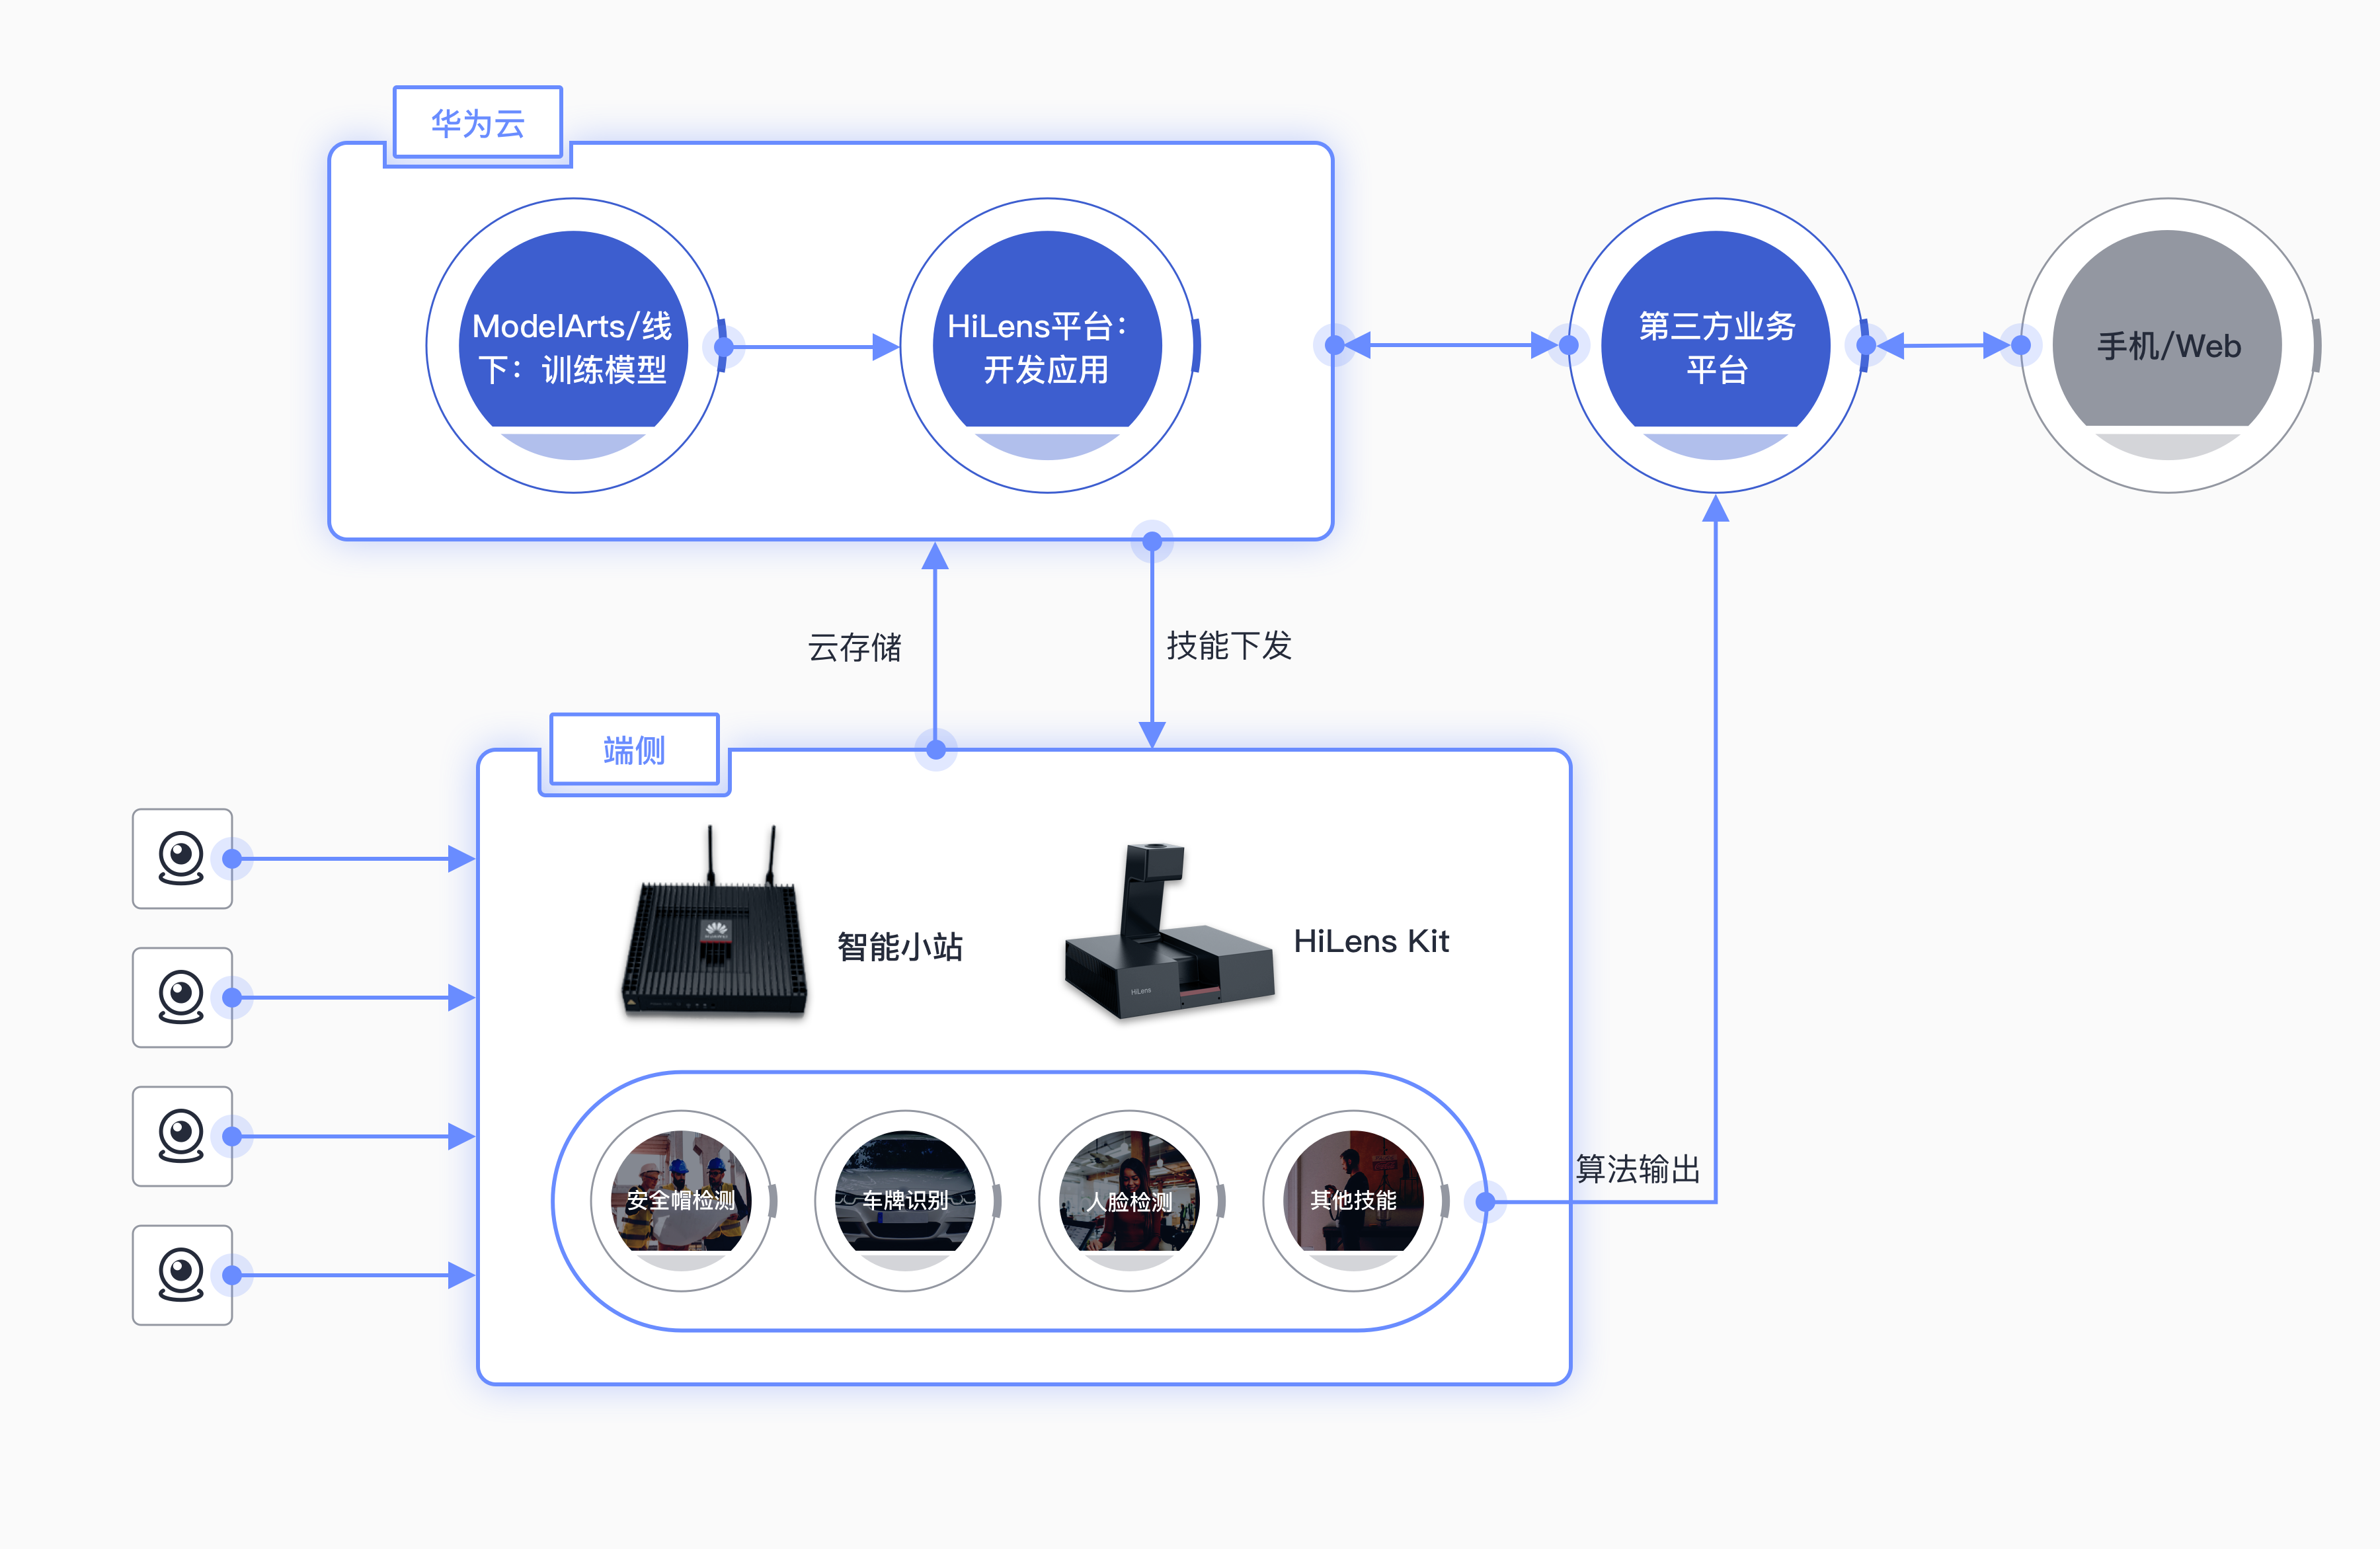 华为云
ModelArts/线
下：训练模型
HiLens平台：
开发应用
第三方业务
平台
手机/Web
云存储
技能下发
端侧
智能小站
HiLens Kit
HiLens
安全帽检测
车牌识别
人脸检测
其他技能
算法输出